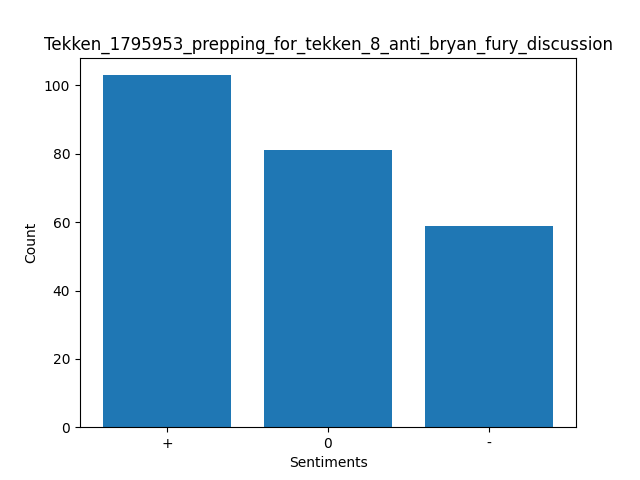 Tekken_1795953_prepping_for_tekken_8_anti_bryan_fury_discussion
100
80
60
40
20
0
Count
+ 0 -
Sentiments